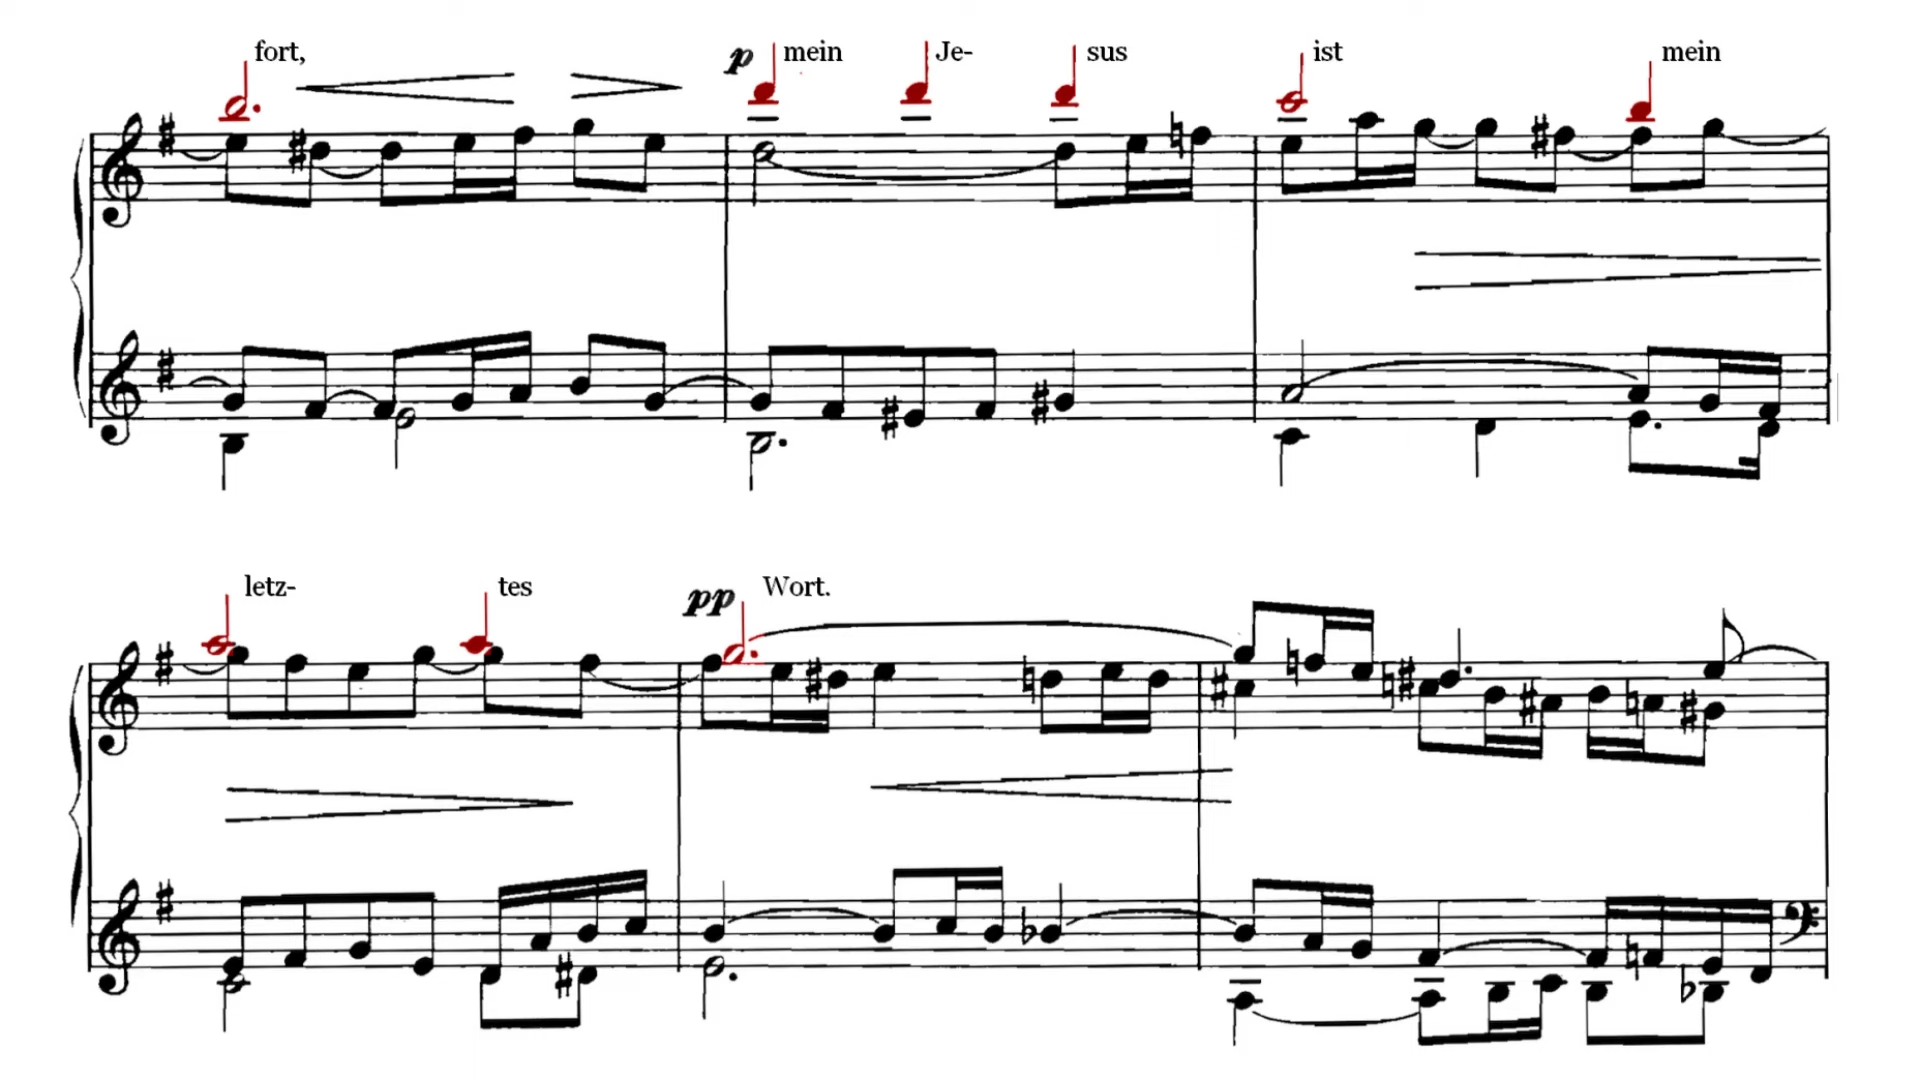 fort, p mein Je- sus ist mein
letz- tes pp Wort.